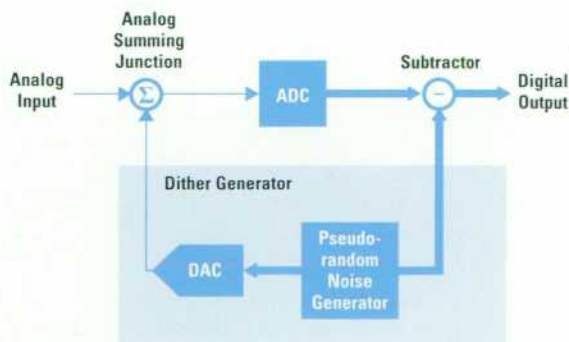 Analog
Summing
Junction
Analog
Input
Σ
ADC
Subtractor
−
Digital
Output
Dither Generator
DAC
Pseudo-
random
Noise
Generator